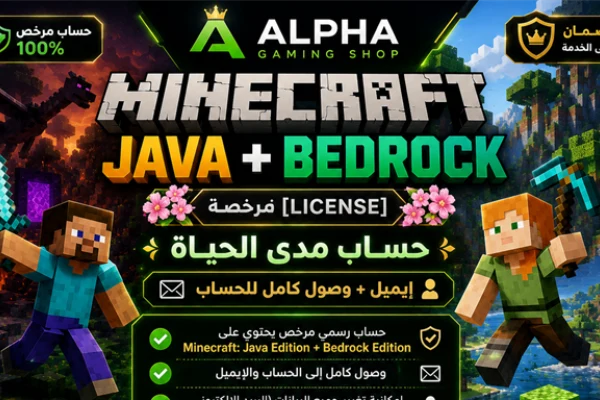 حساب مرخص
100%
ALPHA
GAMING SHOP
ضمان
الخدمة
MINECRAFT
JAVA + BEDROCK
مرخصة [LICENSE]
حساب مدى الحياة
إيميل + وصول كامل للحساب
حساب رسمي مرخص يحتوي على
Minecraft: Java Edition + Bedrock Edition
وصول كامل إلى الحساب والإيميل